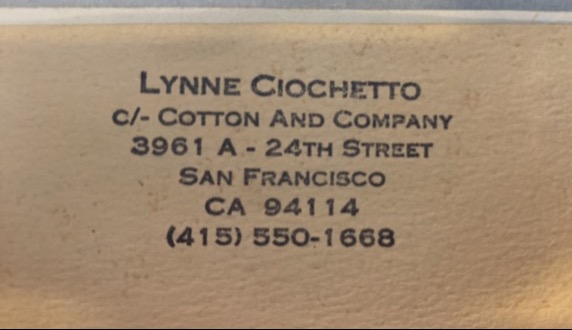 Lynne Ciochetto
c/- Cotton And Company
3961 A - 24th Street
San Francisco
CA 94114
(415) 550-1668